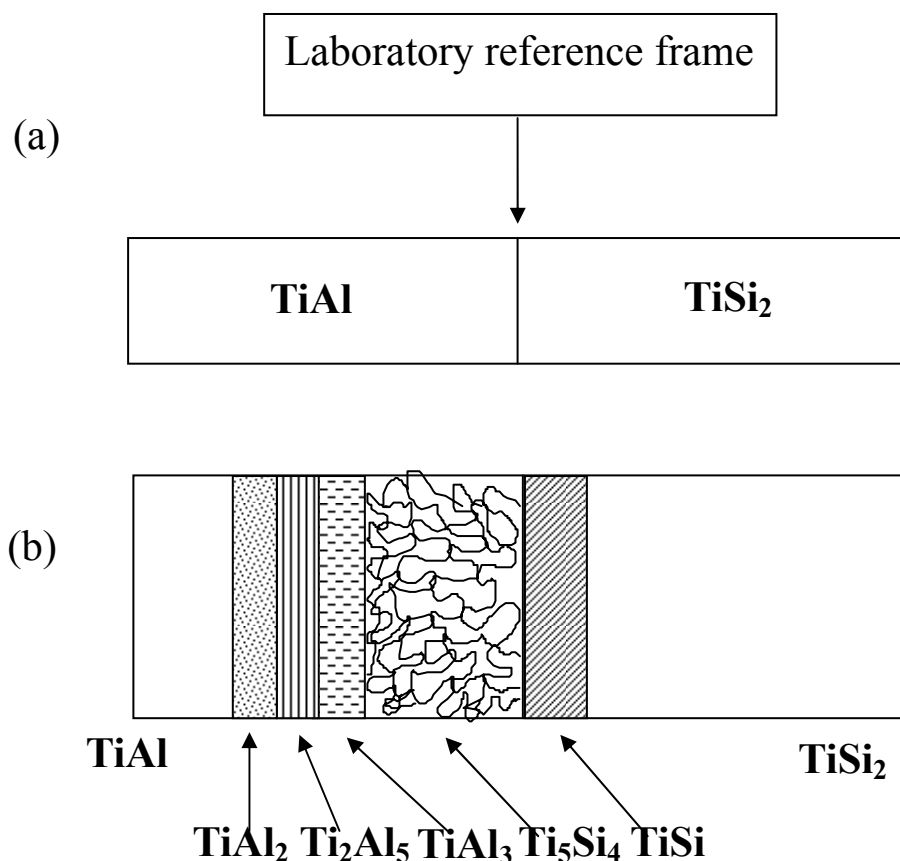 Laboratory reference frame
(a)
TiAl TiSi₂
(b)
TiAl TiSi₂
TiAl₂ Ti₂Al₅ TiAl₃ Ti₅Si₄ TiSi